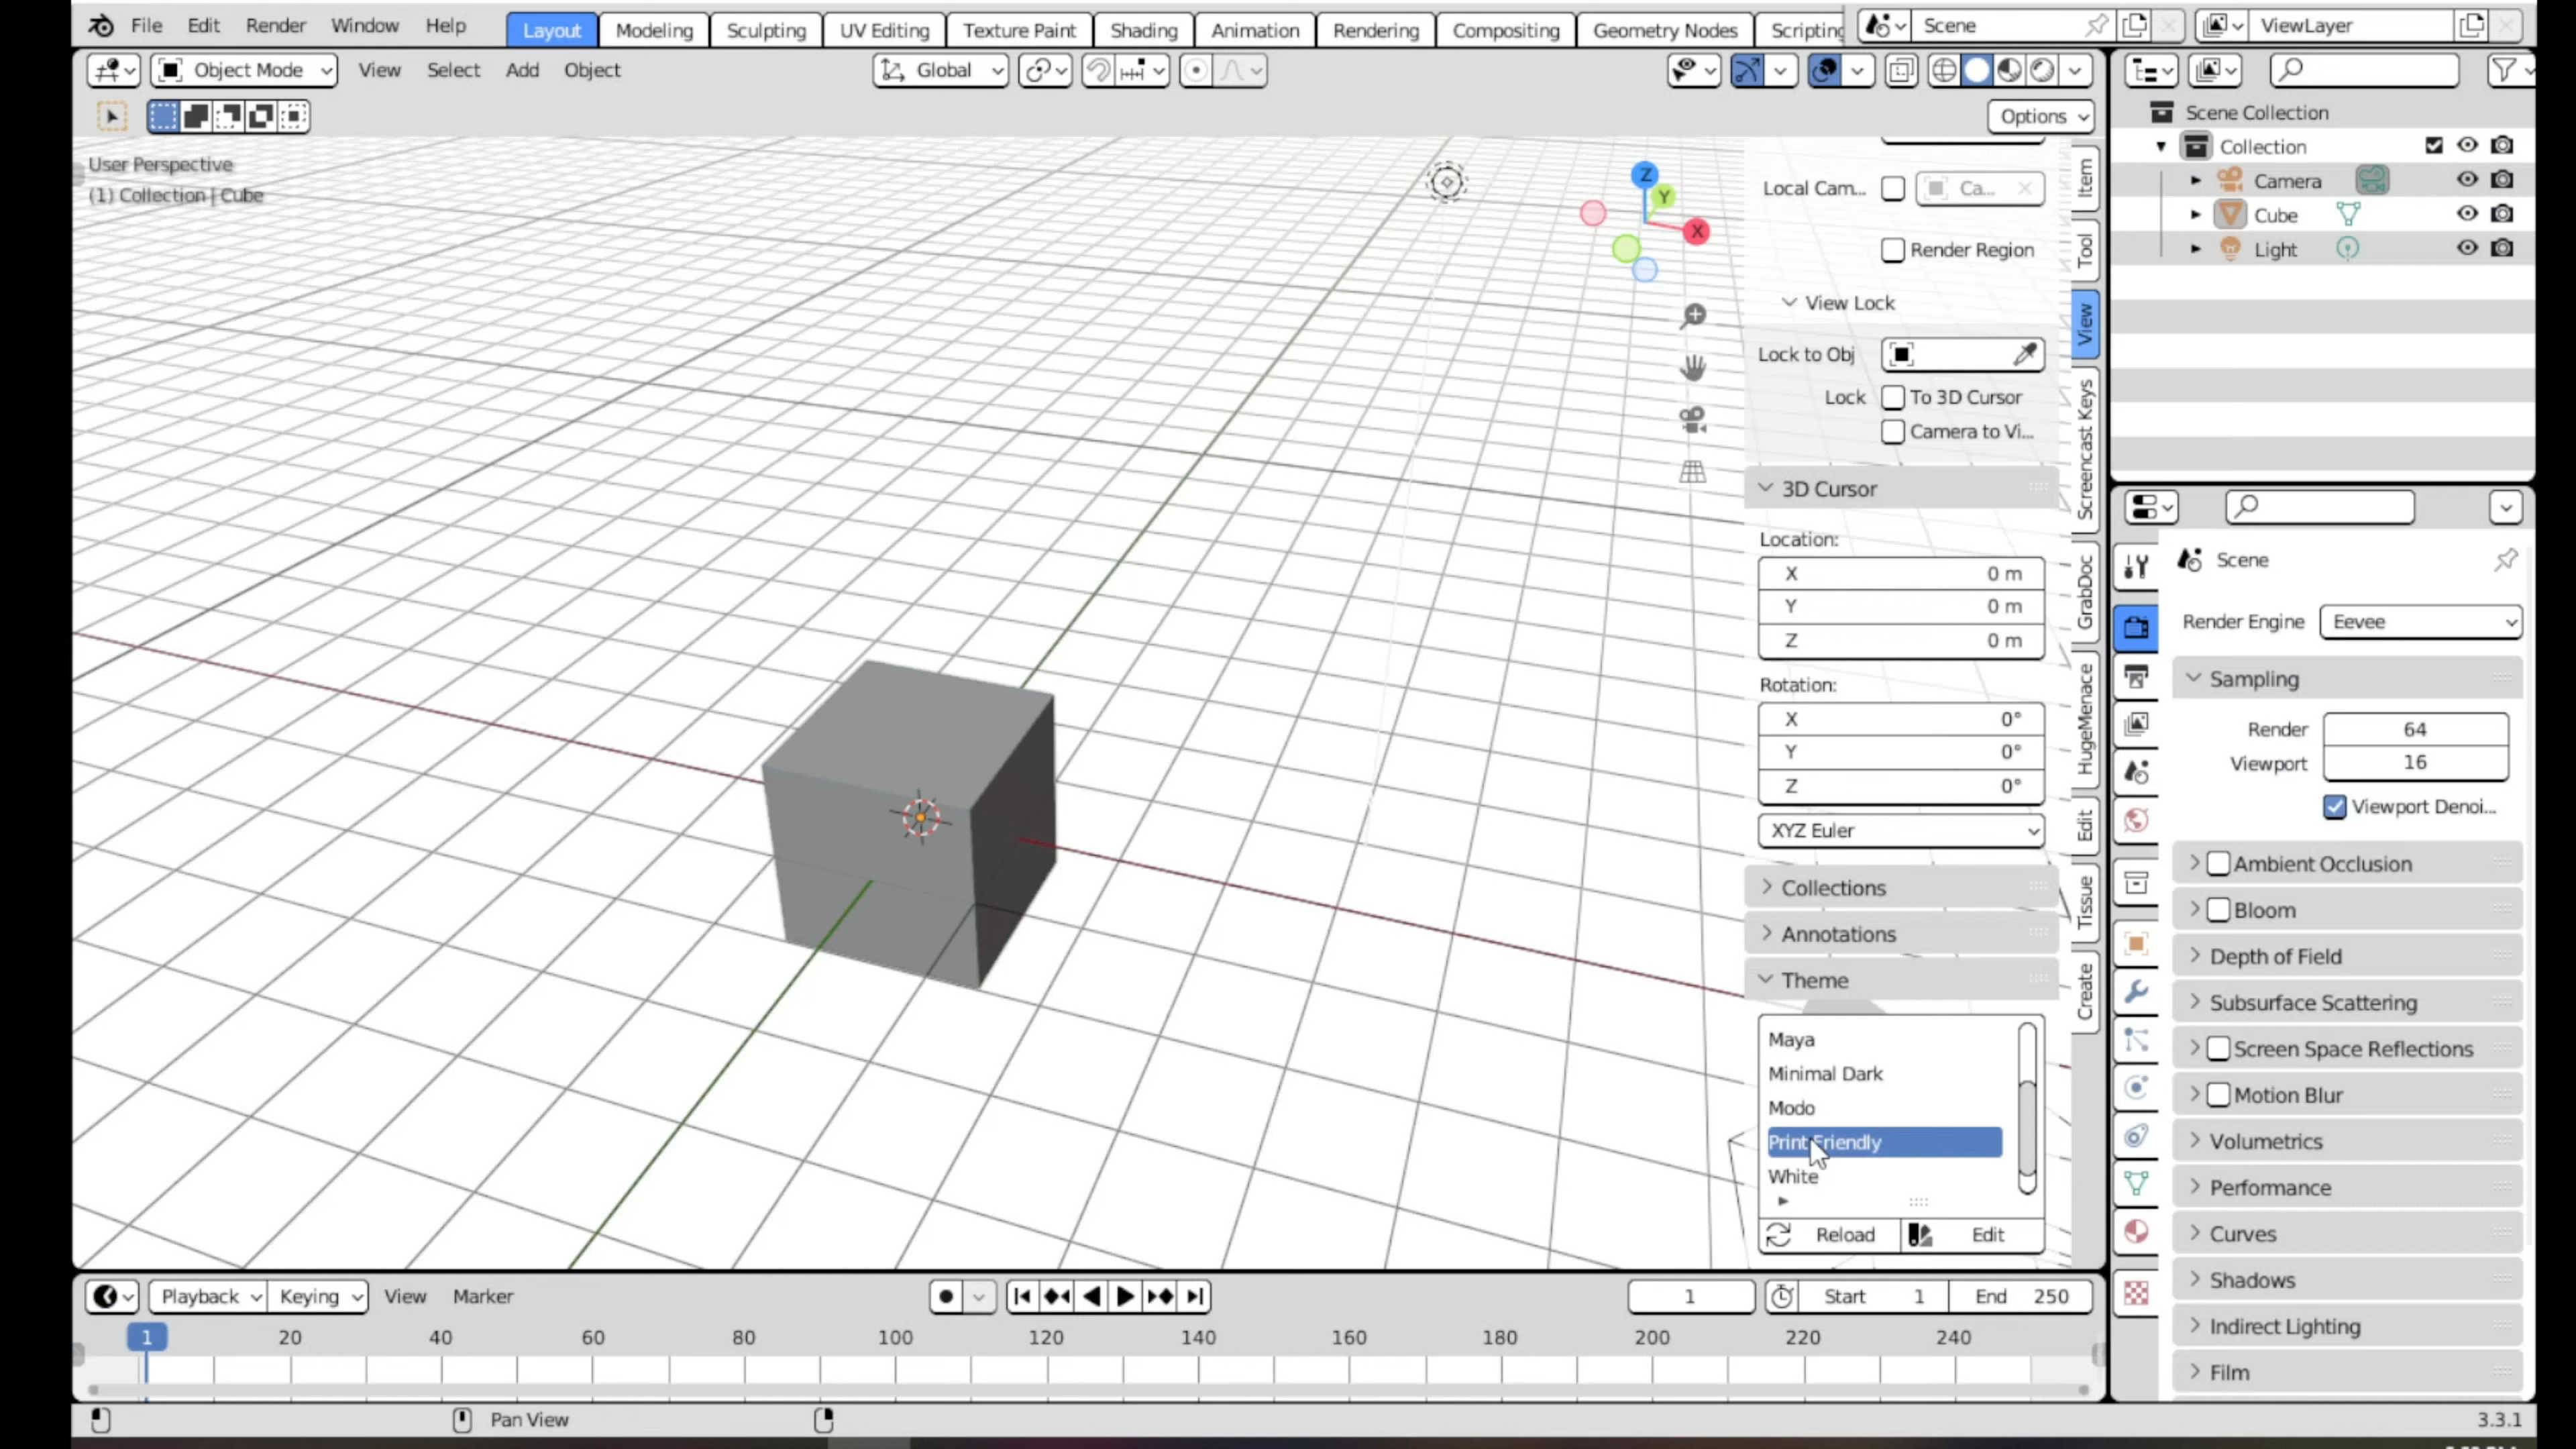 File Edit Render Window Help Layout Modeling Sculpting UV Editing Texture Paint Shading Animation Rendering Compositing Geometry Nodes Scripting Scene ViewLayer
Object Mode View Select Add Object Global
Options
User Perspective
(1) Collection | Cube
Z
Y
X
Local Cam... Ca...
Render Region
View Lock
Lock to Obj
Lock To 3D Cursor
Camera to Vi...
3D Cursor
Location:
X 0 m
Y 0 m
Z 0 m
Rotation:
X 0°
Y 0°
Z 0°
XYZ Euler
Collections
Annotations
Theme
Maya
Minimal Dark
Modo
Print Friendly
White
Reload Edit
Item
Tool
View
Screencast Keys
GrabDoc
HugeMenace
Edit
Tissue
Create
Scene Collection
Collection
Camera
Cube
Light
Scene
Render Engine Eevee
Sampling
Render 64
Viewport 16
Viewport Denoi...
Ambient Occlusion
Bloom
Depth of Field
Subsurface Scattering
Screen Space Reflections
Motion Blur
Volumetrics
Performance
Curves
Shadows
Indirect Lighting
Film
Playback Keying View Marker 1 Start 1 End 250
1 20 40 60 80 100 120 140 160 180 200 220 240
Pan View 3.3.1